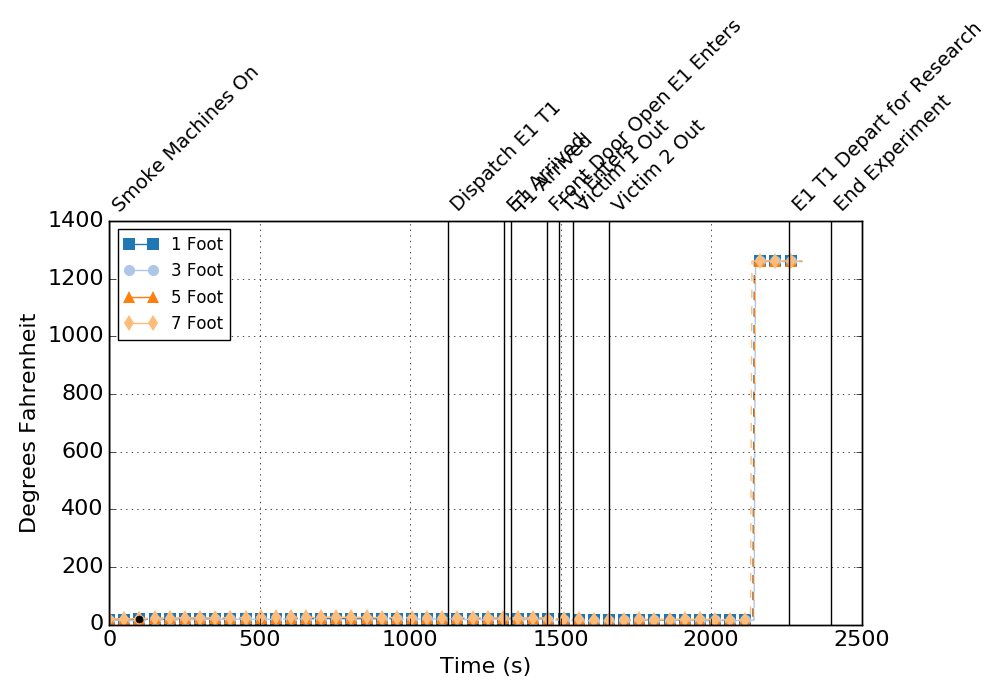 Smoke Machines On
Dispatch E1 T1
E1 Arrived
T1 Arrived
Front Door Open E1 Enters
T1 Enters
Victim 1 Out
Victim 2 Out
E1 T1 Depart for Research
End Experiment
1400
1200
1000
800
600
400
200
0
Degrees Fahrenheit
1 Foot
3 Foot
5 Foot
7 Foot
0 500 1000 1500 2000 2500
Time (s)